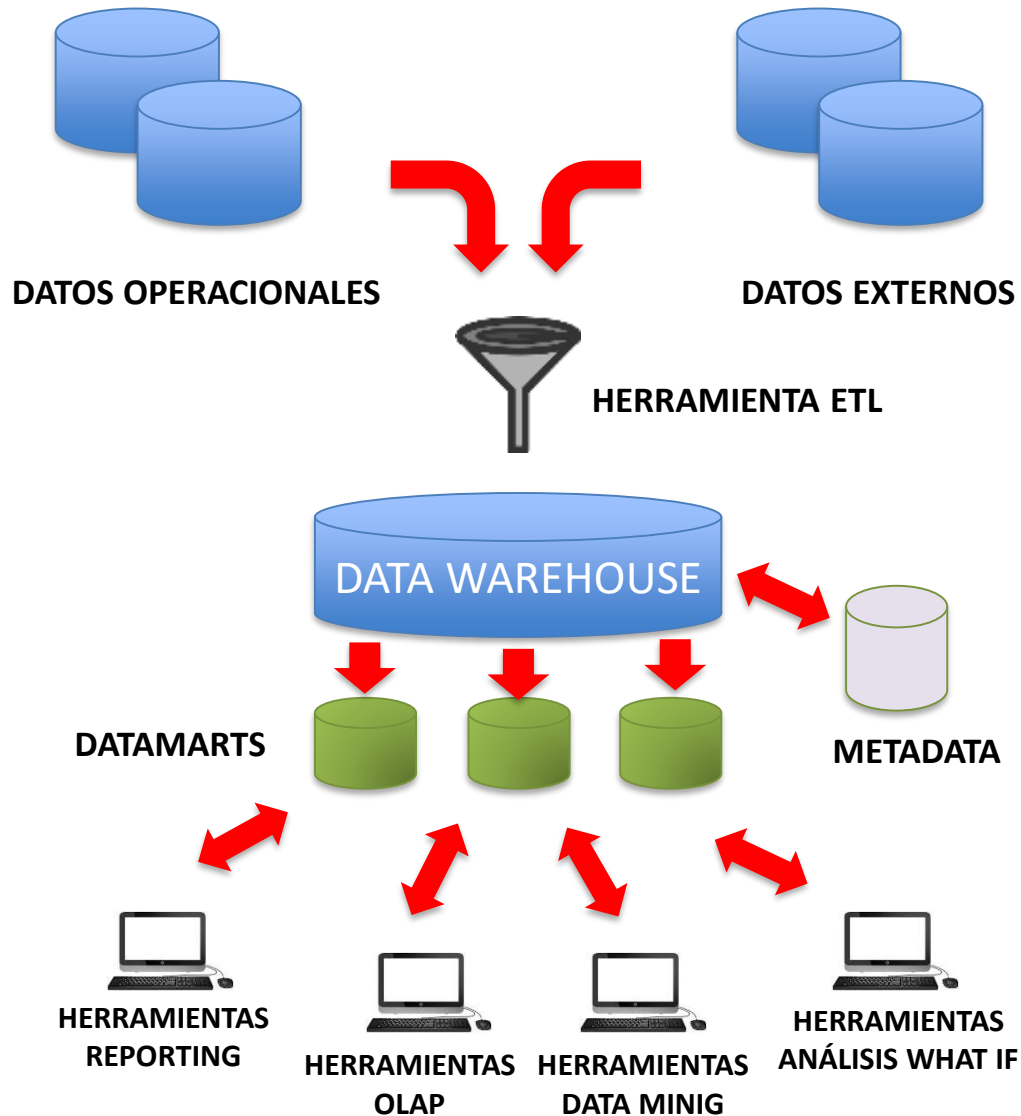 DATOS OPERACIONALES
DATOS EXTERNOS
HERRAMIENTA ETL
DATA WAREHOUSE
DATAMARTS
METADATA
HERRAMIENTAS
REPORTING
HERRAMIENTAS
OLAP
HERRAMIENTAS
DATA MINIG
HERRAMIENTAS
ANÁLISIS WHAT IF